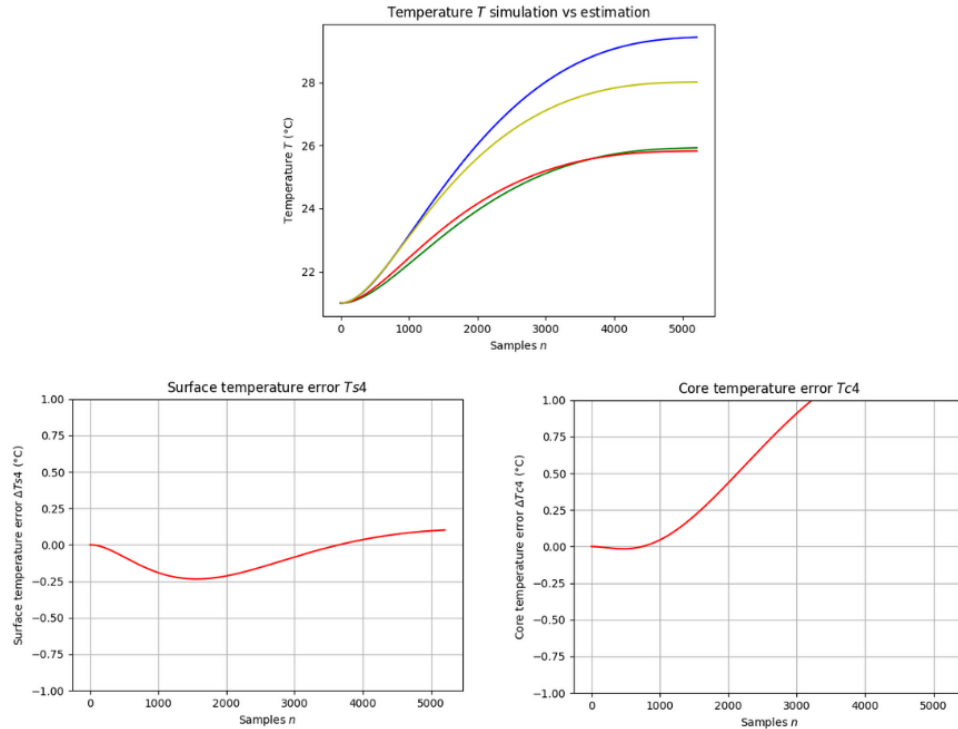 Temperature T simulation vs estimation
Temperature T (°C)
28
26
24
22
0 1000 2000 3000 4000 5000
Samples n
Surface temperature error Ts4
Surface temperature error ΔTs4 (°C)
1.00
0.75
0.50
0.25
0.00
−0.25
−0.50
−0.75
−1.00
0 1000 2000 3000 4000 5000
Samples n
Core temperature error Tc4
Core temperature error ΔTc4 (°C)
1.00
0.75
0.50
0.25
0.00
−0.25
−0.50
−0.75
−1.00
0 1000 2000 3000 4000 5000
Samples n